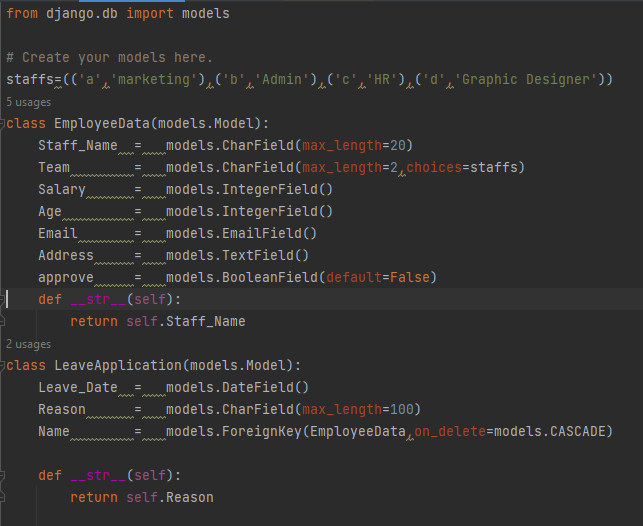 from django.db import models
# Create your models here.
staffs=(('a','marketing'),('b','Admin'),('c','HR'),('d','Graphic Designer'))
5 usages
class EmployeeData(models.Model):
    Staff_Name  =   models.CharField(max_length=20)
    Team        =   models.CharField(max_length=2,choices=staffs)
    Salary      =   models.IntegerField()
    Age         =   models.IntegerField()
    Email       =   models.EmailField()
    Address     =   models.TextField()
    approve     =   models.BooleanField(default=False)
    def __str__(self):
        return self.Staff_Name
2 usages
class LeaveApplication(models.Model):
    Leave_Date  =   models.DateField()
    Reason      =   models.CharField(max_length=100)
    Name        =   models.ForeignKey(EmployeeData,on_delete=models.CASCADE)
    def __str__(self):
        return self.Reason